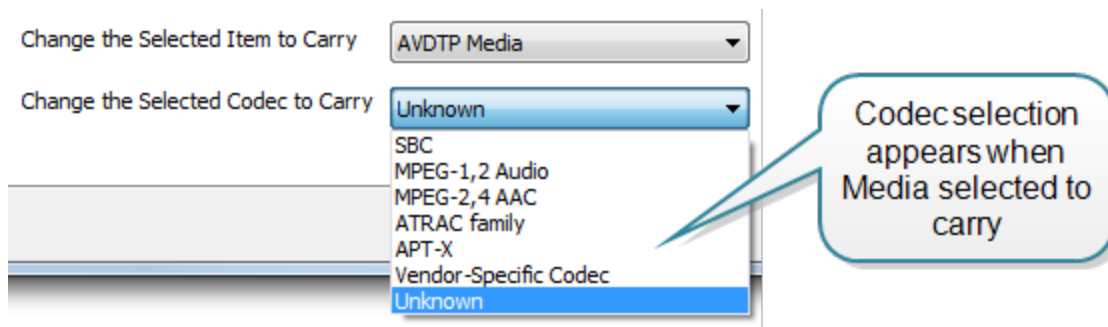 Change the Selected Item to Carry AVDTP Media
Change the Selected Codec to Carry Unknown
SBC
MPEG-1,2 Audio
MPEG-2,4 AAC
ATRAC family
APT-X
Vendor-Specific Codec
Unknown
Codec selection
appears when
Media selected to
carry